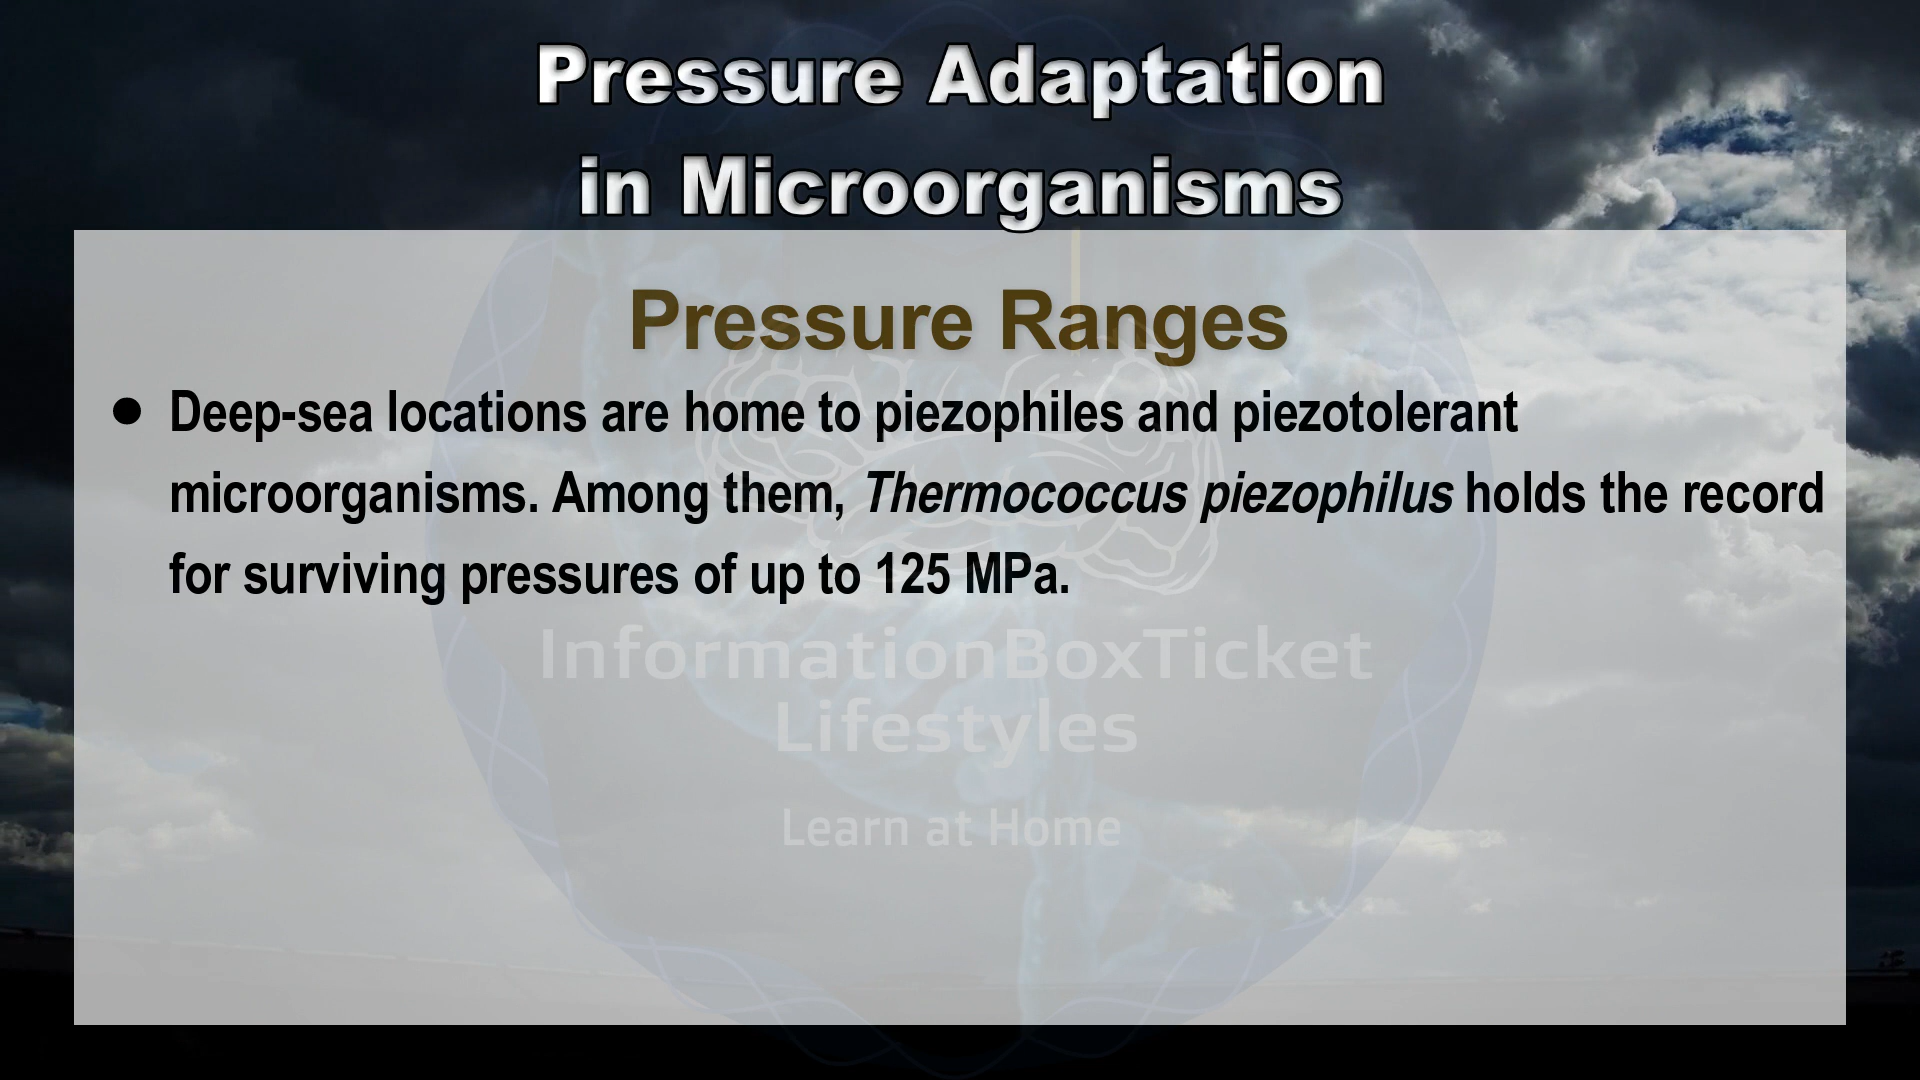 Pressure Adaptation
in Microorganisms
Pressure Ranges
● Deep-sea locations are home to piezophiles and piezotolerant
microorganisms. Among them, Thermococcus piezophilus holds the record
for surviving pressures of up to 125 MPa.
InformationBoxTicket
Lifestyles
Learn at Home